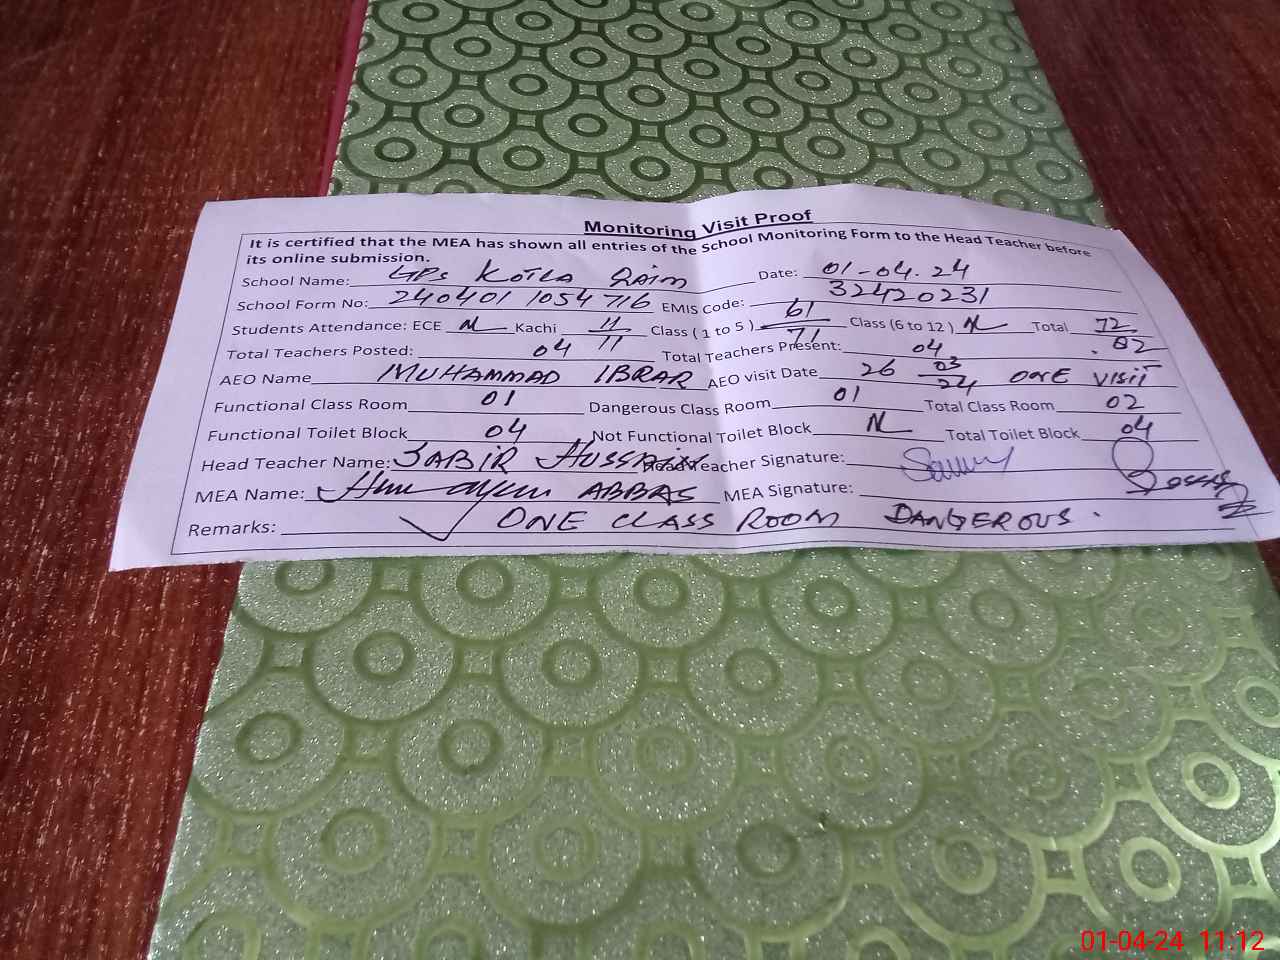 Monitoring Visit Proof
It is certified that the MEA has shown all entries of the School Monitoring Form to the Head Teacher before
its online submission.
School Name: GPS KOTLA RAIM Date: 01-04.24
School Form No: 240401 1054716 EMIS code: 32420231
Students Attendance: ECE N Kachi 11/11 Class ( 1 to 5 ) 61/71 Class (6 to 12 ) N Total 72/82
Total Teachers Posted: 04 Total Teachers Present: 04
AEO Name MUHAMMAD IBRAR AEO visit Date 26 03/24 ONE VISIT
Functional Class Room 01 Dangerous Class Room 01 Total Class Room 02
Functional Toilet Block 04 Not Functional Toilet Block N Total Toilet Block 04
Head Teacher Name: SABIR HUSSAIN Head Teacher Signature:
MEA Name: Humayun ABBAS MEA Signature:
Remarks: ONE CLASS ROOM DANGEROUS.
01-04-24 11:12